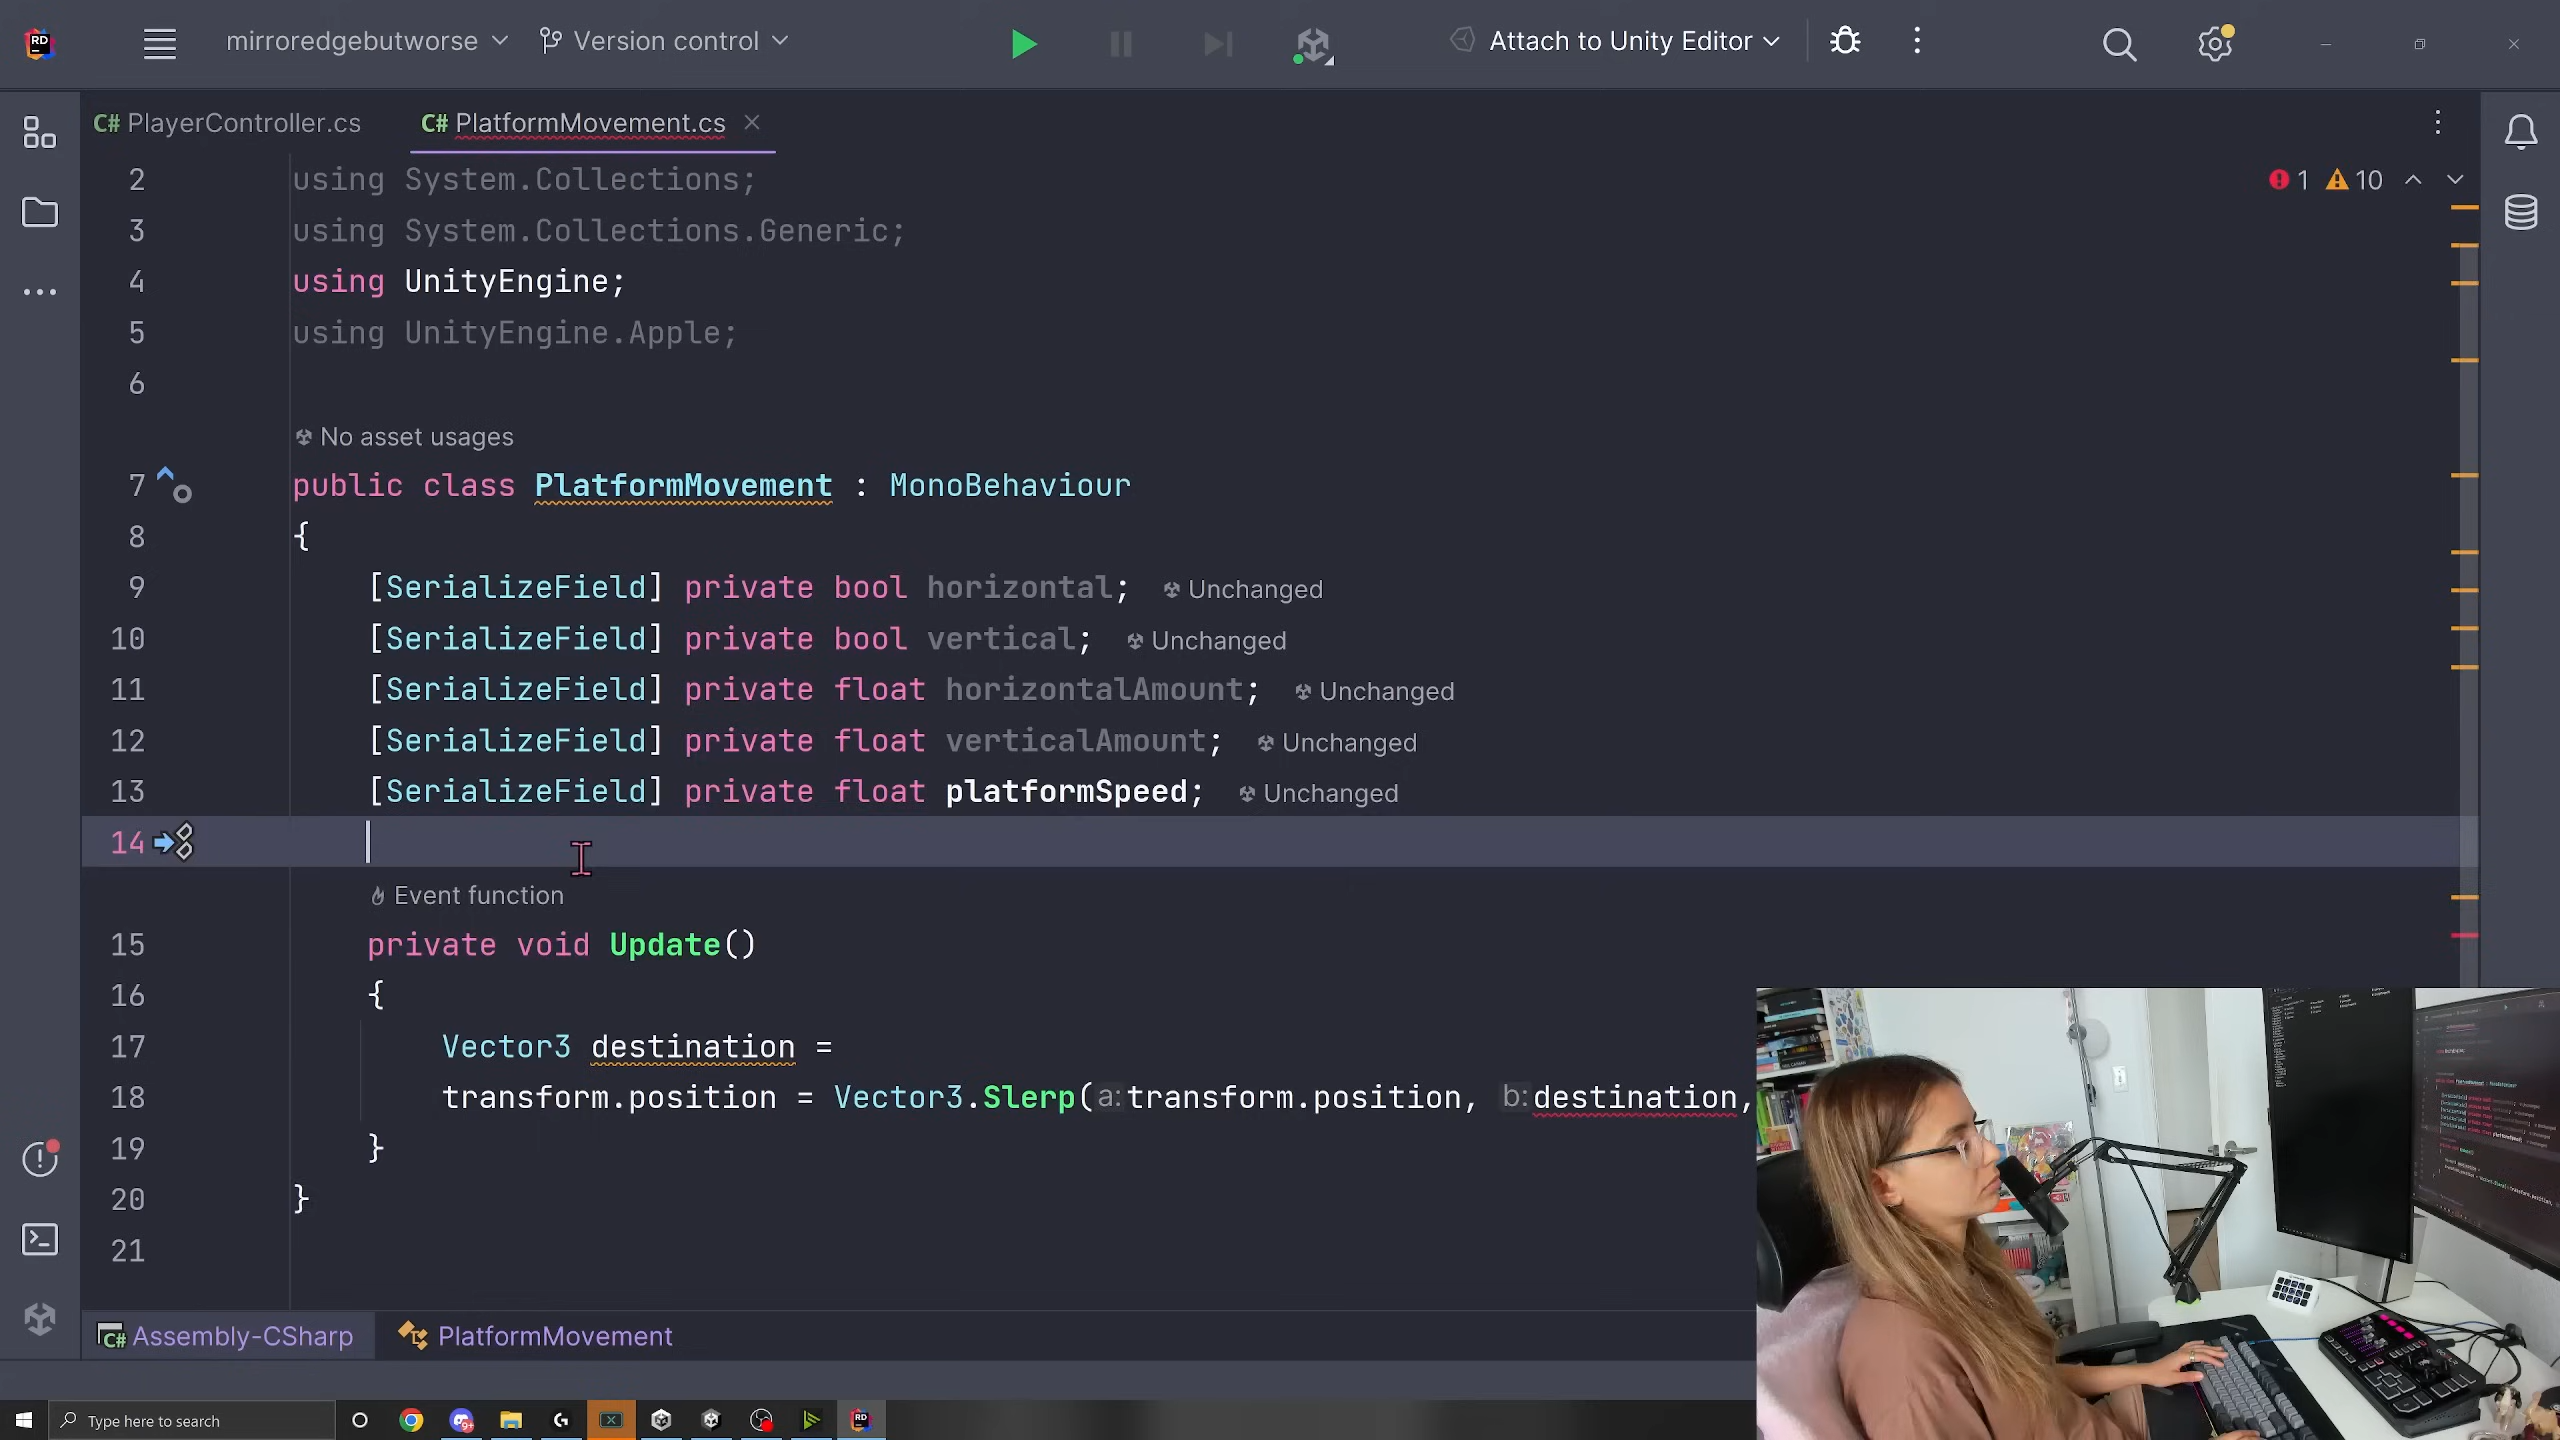 RD
mirroredgebutworse
Version control
Attach to Unity Editor
C# PlayerController.cs
C# PlatformMovement.cs
1
10
2 using System.Collections;
3 using System.Collections.Generic;
4 using UnityEngine;
5 using UnityEngine.Apple;
6
No asset usages
7 public class PlatformMovement : MonoBehaviour
8 {
9 [SerializeField] private bool horizontal; Unchanged
10 [SerializeField] private bool vertical; Unchanged
11 [SerializeField] private float horizontalAmount; Unchanged
12 [SerializeField] private float verticalAmount; Unchanged
13 [SerializeField] private float platformSpeed; Unchanged
14
Event function
15 private void Update()
16 {
17 Vector3 destination =
18 transform.position = Vector3.Slerp(a:transform.position, b:destination,
19 }
20 }
21
C# Assembly-CSharp
PlatformMovement
Type here to search
RD